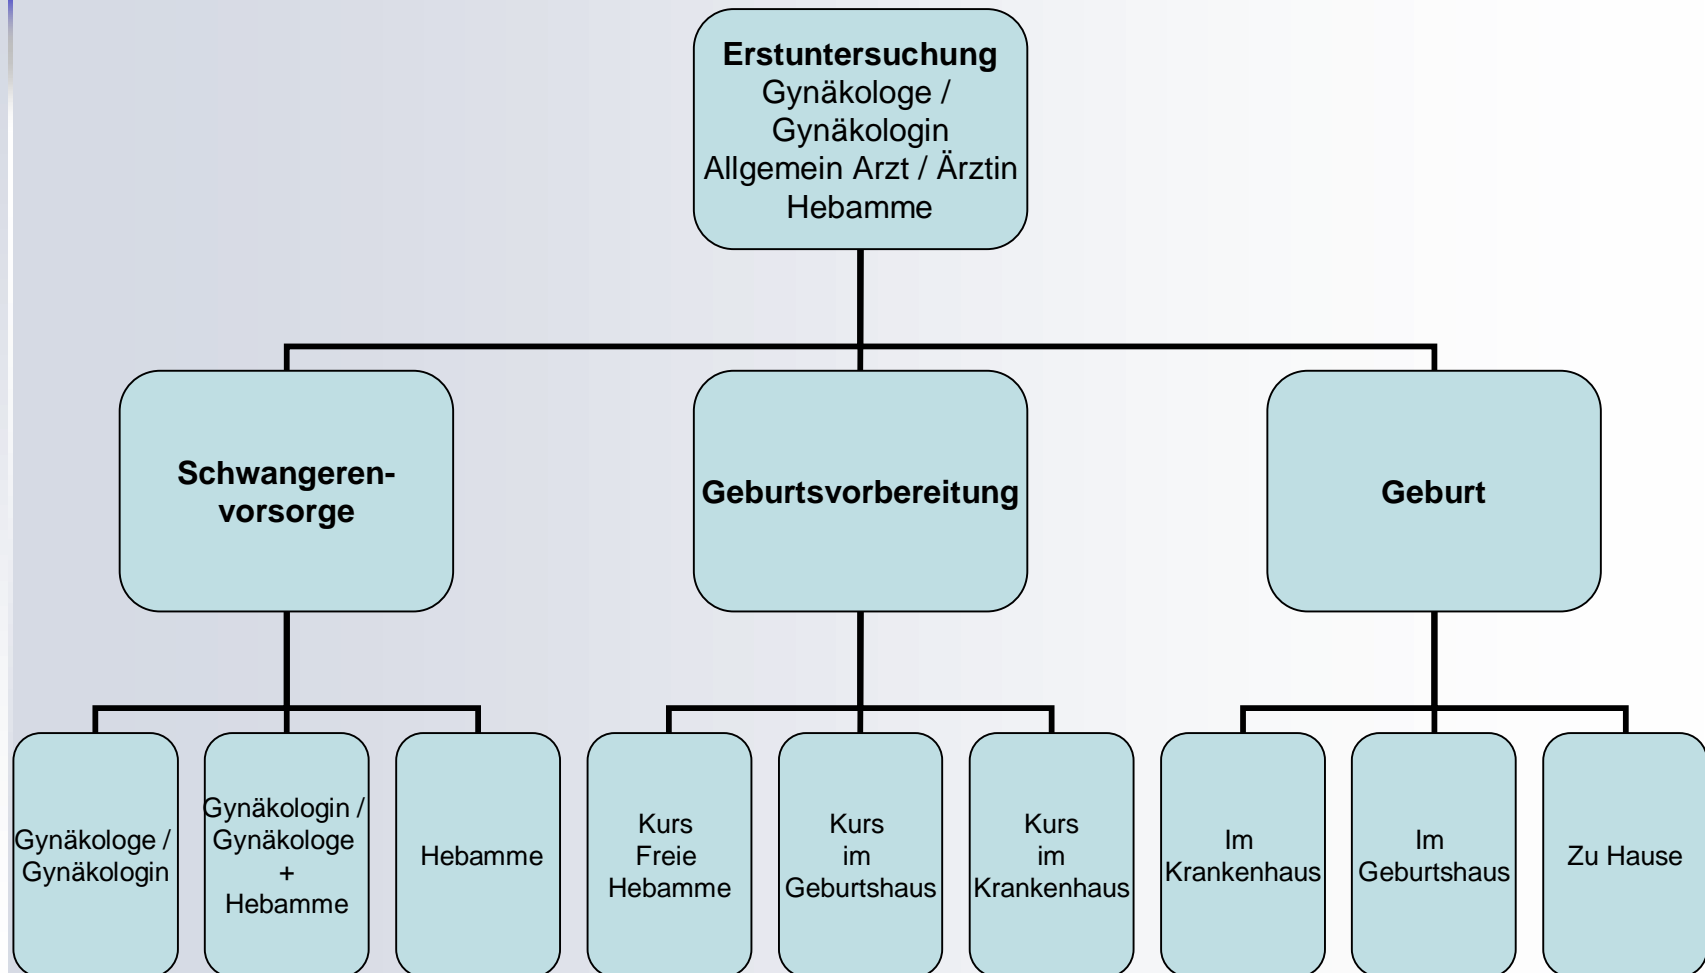 Erstuntersuchung
Gynäkologe /
Gynäkologin
Allgemein Arzt / Ärztin
Hebamme
Schwangeren-
vorsorge
Geburtsvorbereitung
Geburt
Gynäkologe /
Gynäkologin
Gynäkologin /
Gynäkologe
+
Hebamme
Hebamme
Kurs
Freie
Hebamme
Kurs
im
Geburtshaus
Kurs
im
Krankenhaus
Im
Krankenhaus
Im
Geburtshaus
Zu Hause